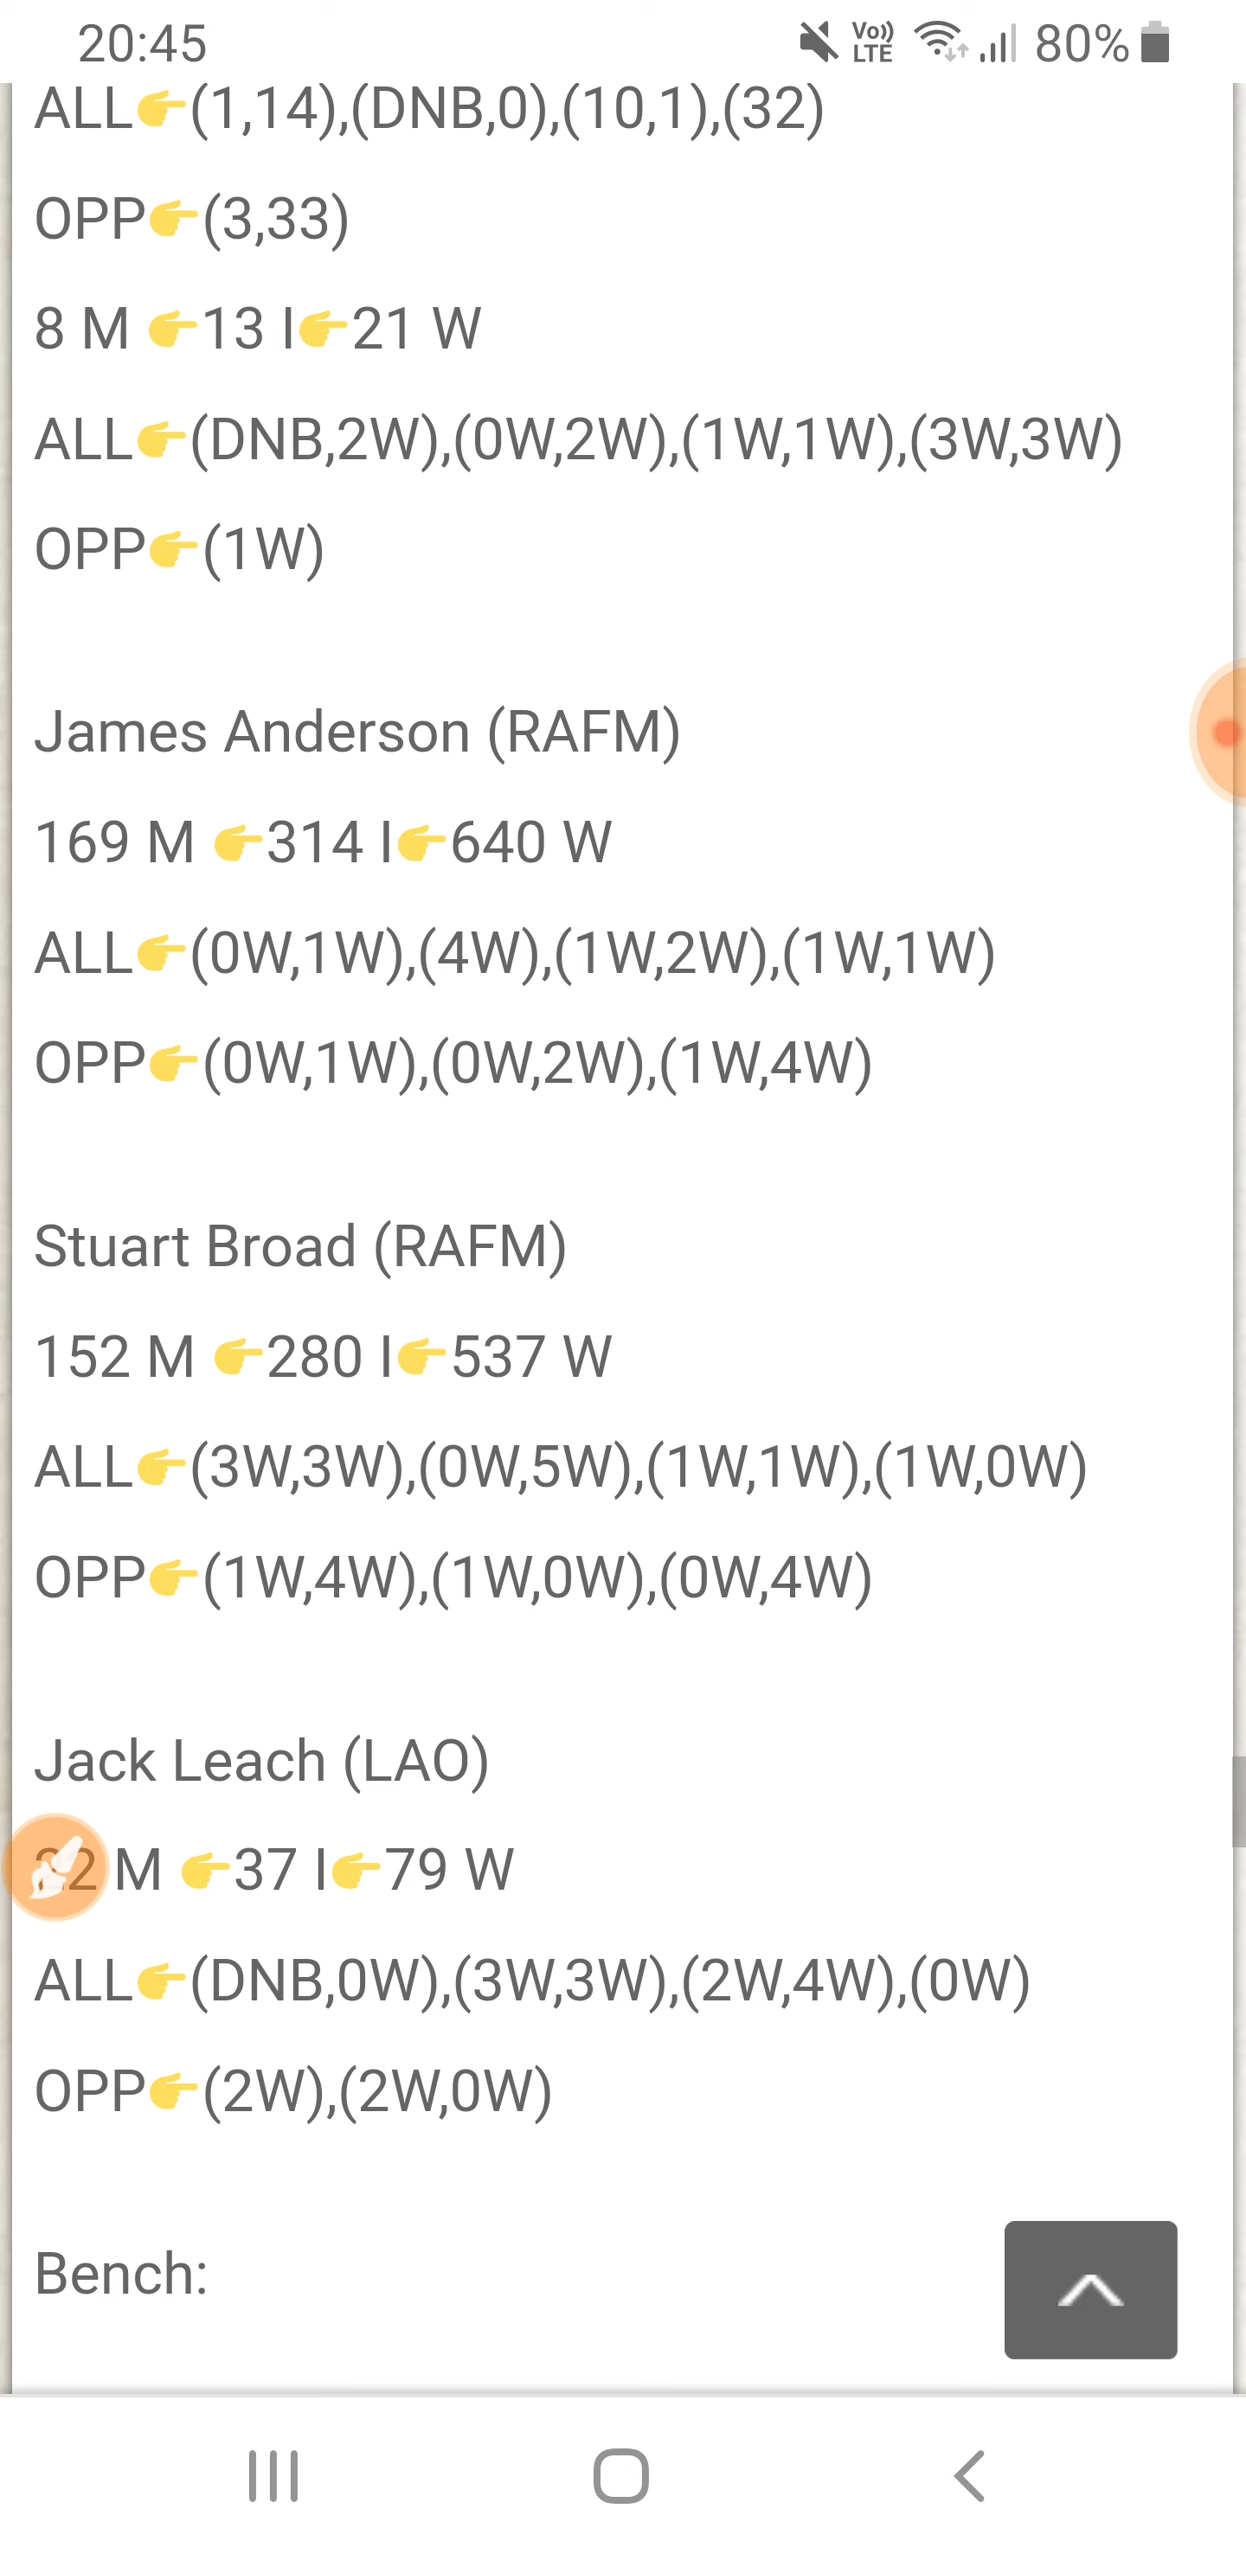 20:45 Vo)) LTE 80%
ALL👉(1,14),(DNB,0),(10,1),(32)
OPP👉(3,33)
8 M 👉13 I👉21 W
ALL👉(DNB,2W),(0W,2W),(1W,1W),(3W,3W)
OPP👉(1W)
James Anderson (RAFM)
169 M 👉314 I👉640 W
ALL👉(0W,1W),(4W),(1W,2W),(1W,1W)
OPP👉(0W,1W),(0W,2W),(1W,4W)
Stuart Broad (RAFM)
152 M 👉280 I👉537 W
ALL👉(3W,3W),(0W,5W),(1W,1W),(1W,0W)
OPP👉(1W,4W),(1W,0W),(0W,4W)
Jack Leach (LAO)
M 👉37 I👉79 W
ALL👉(DNB,0W),(3W,3W),(2W,4W),(0W)
OPP👉(2W),(2W,0W)
Bench: